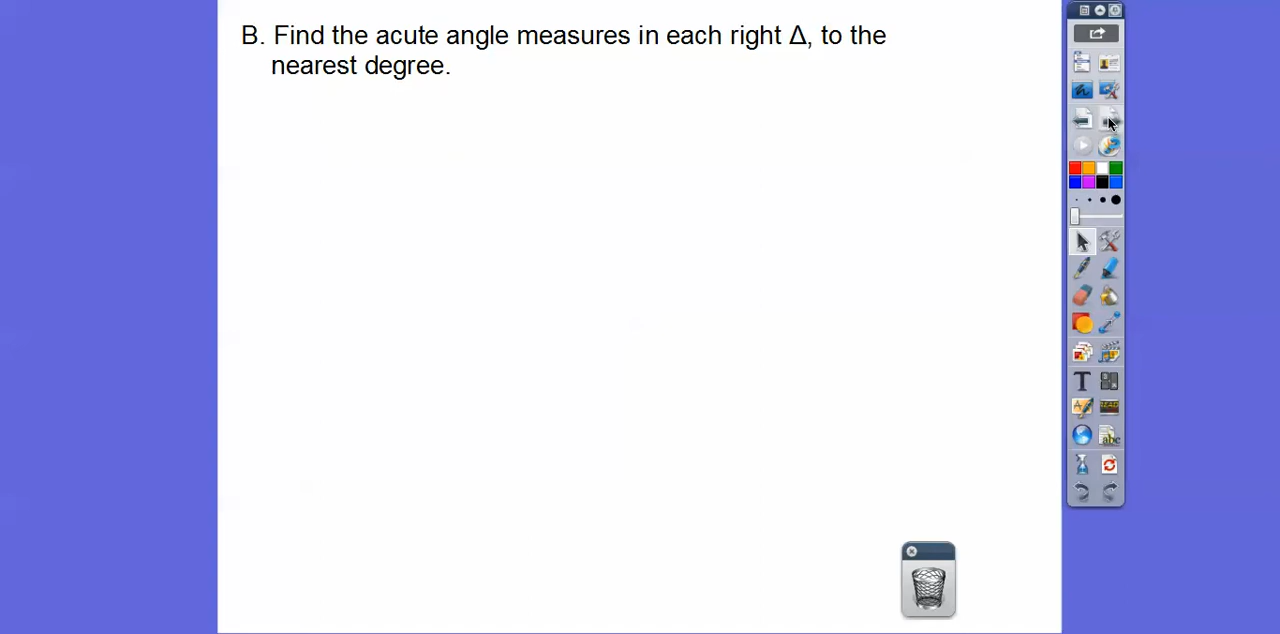 B. Find the acute angle measures in each right Δ, to the
nearest degree.